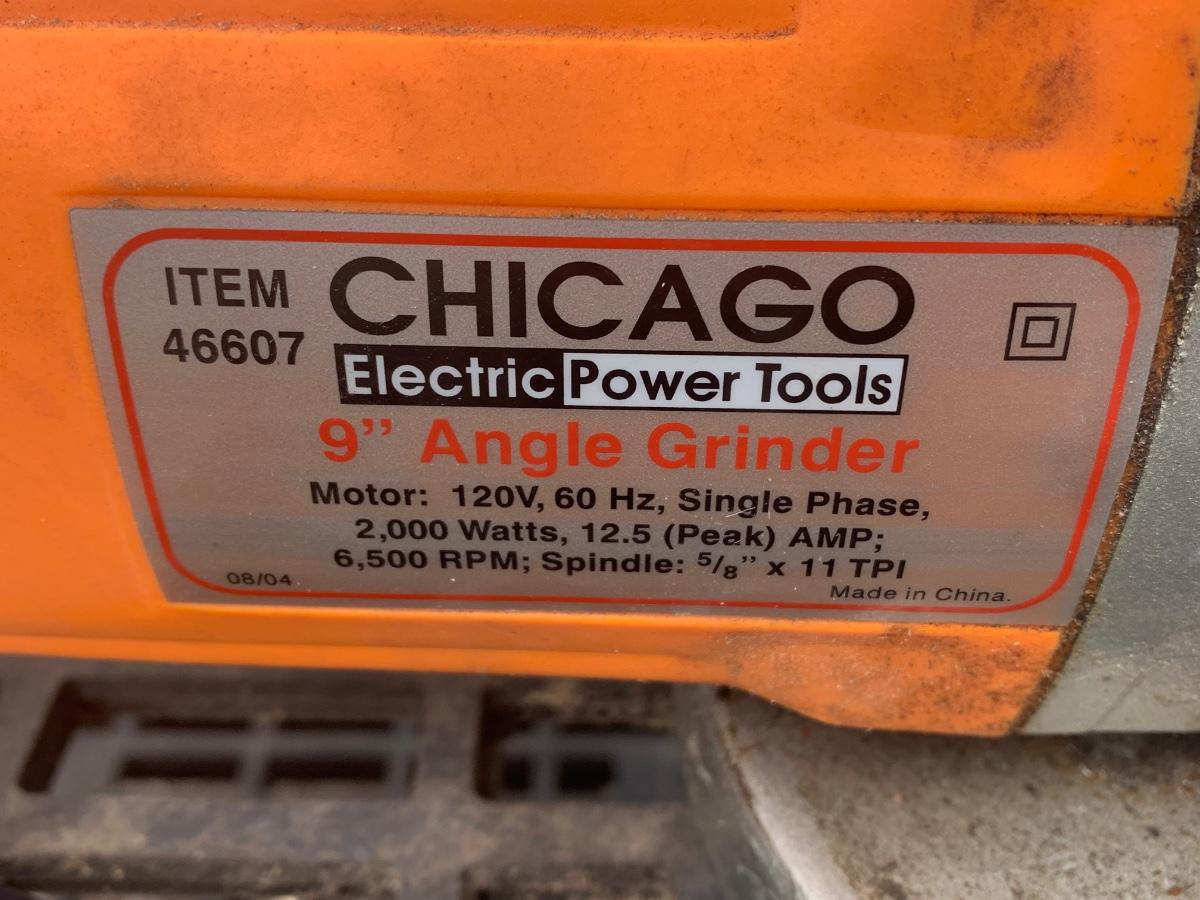 ITEM
46607
CHICAGO
Electric Power Tools
9” Angle Grinder
Motor: 120V, 60 Hz, Single Phase,
2,000 Watts, 12.5 (Peak) AMP;
6,500 RPM; Spindle: 5/8” x 11 TPI
08/04
Made in China.